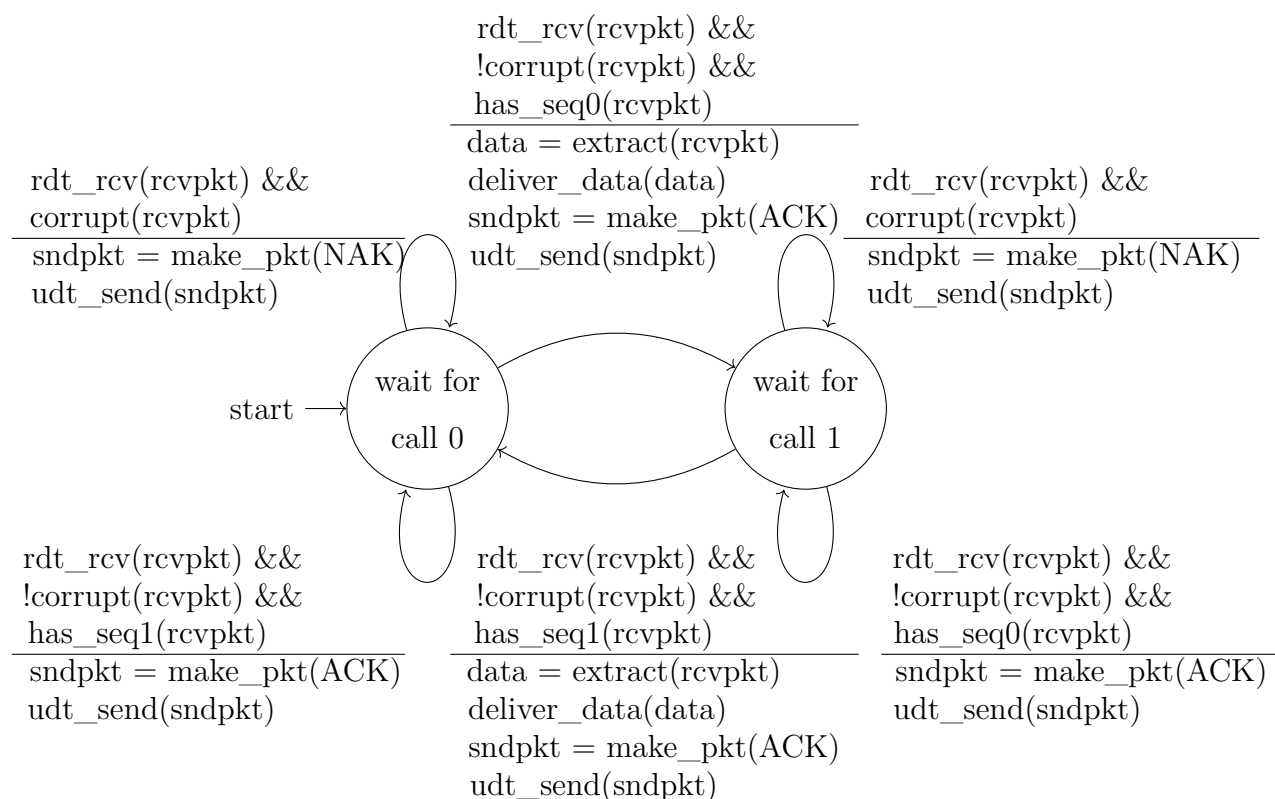 rdt_rcv(rcvpkt) &&
!corrupt(rcvpkt) &&
has_seq0(rcvpkt)
data = extract(rcvpkt)
deliver_data(data)
sndpkt = make_pkt(ACK)
udt_send(sndpkt)
rdt_rcv(rcvpkt) &&
corrupt(rcvpkt)
sndpkt = make_pkt(NAK)
udt_send(sndpkt)
rdt_rcv(rcvpkt) &&
corrupt(rcvpkt)
sndpkt = make_pkt(NAK)
udt_send(sndpkt)
start
wait for
call 0
wait for
call 1
rdt_rcv(rcvpkt) &&
!corrupt(rcvpkt) &&
has_seq1(rcvpkt)
sndpkt = make_pkt(ACK)
udt_send(sndpkt)
rdt_rcv(rcvpkt) &&
!corrupt(rcvpkt) &&
has_seq1(rcvpkt)
data = extract(rcvpkt)
deliver_data(data)
sndpkt = make_pkt(ACK)
udt_send(sndpkt)
rdt_rcv(rcvpkt) &&
!corrupt(rcvpkt) &&
has_seq0(rcvpkt)
sndpkt = make_pkt(ACK)
udt_send(sndpkt)